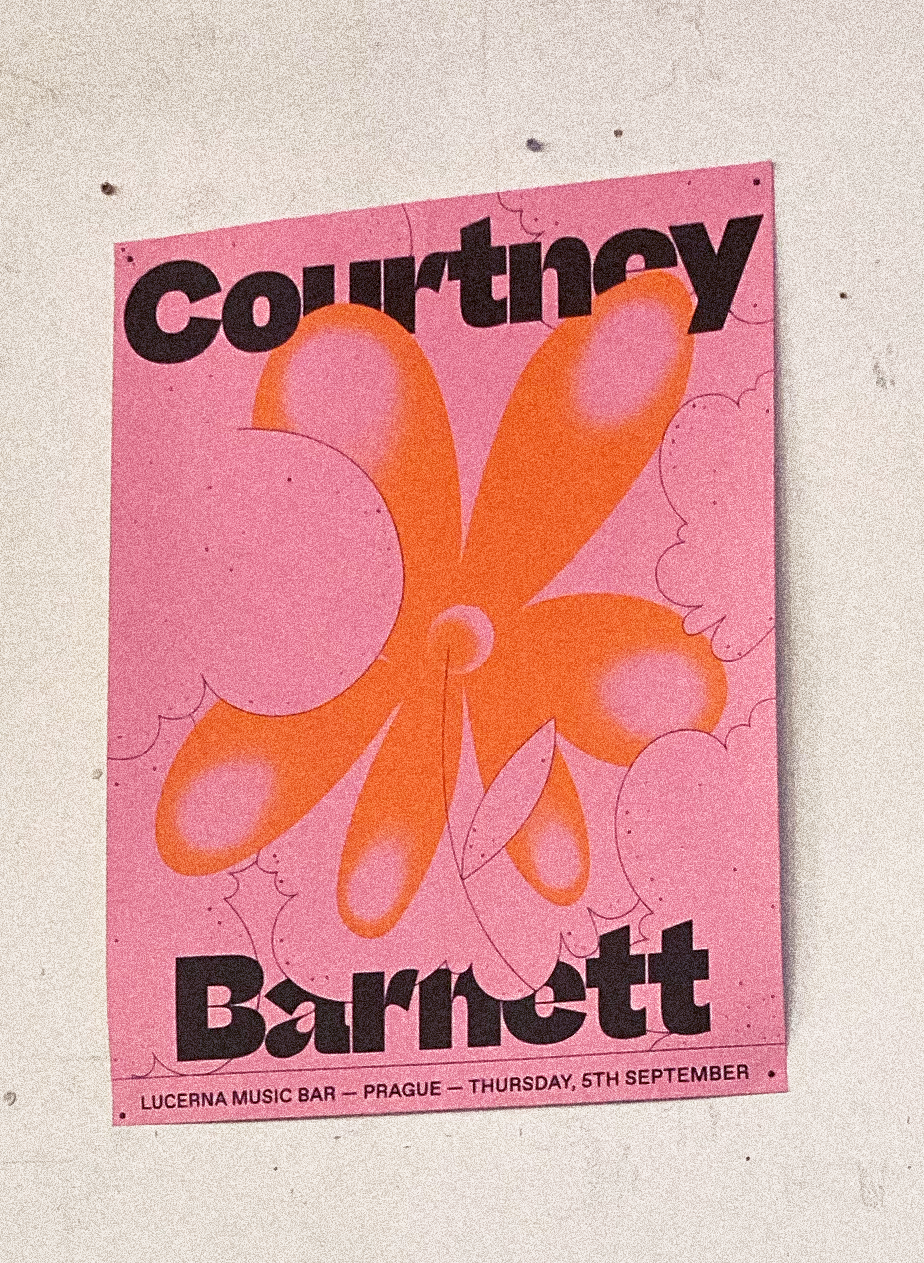 Courtney
Barnett
LUCERNA MUSIC BAR — PRAGUE — THURSDAY, 5TH SEPTEMBER